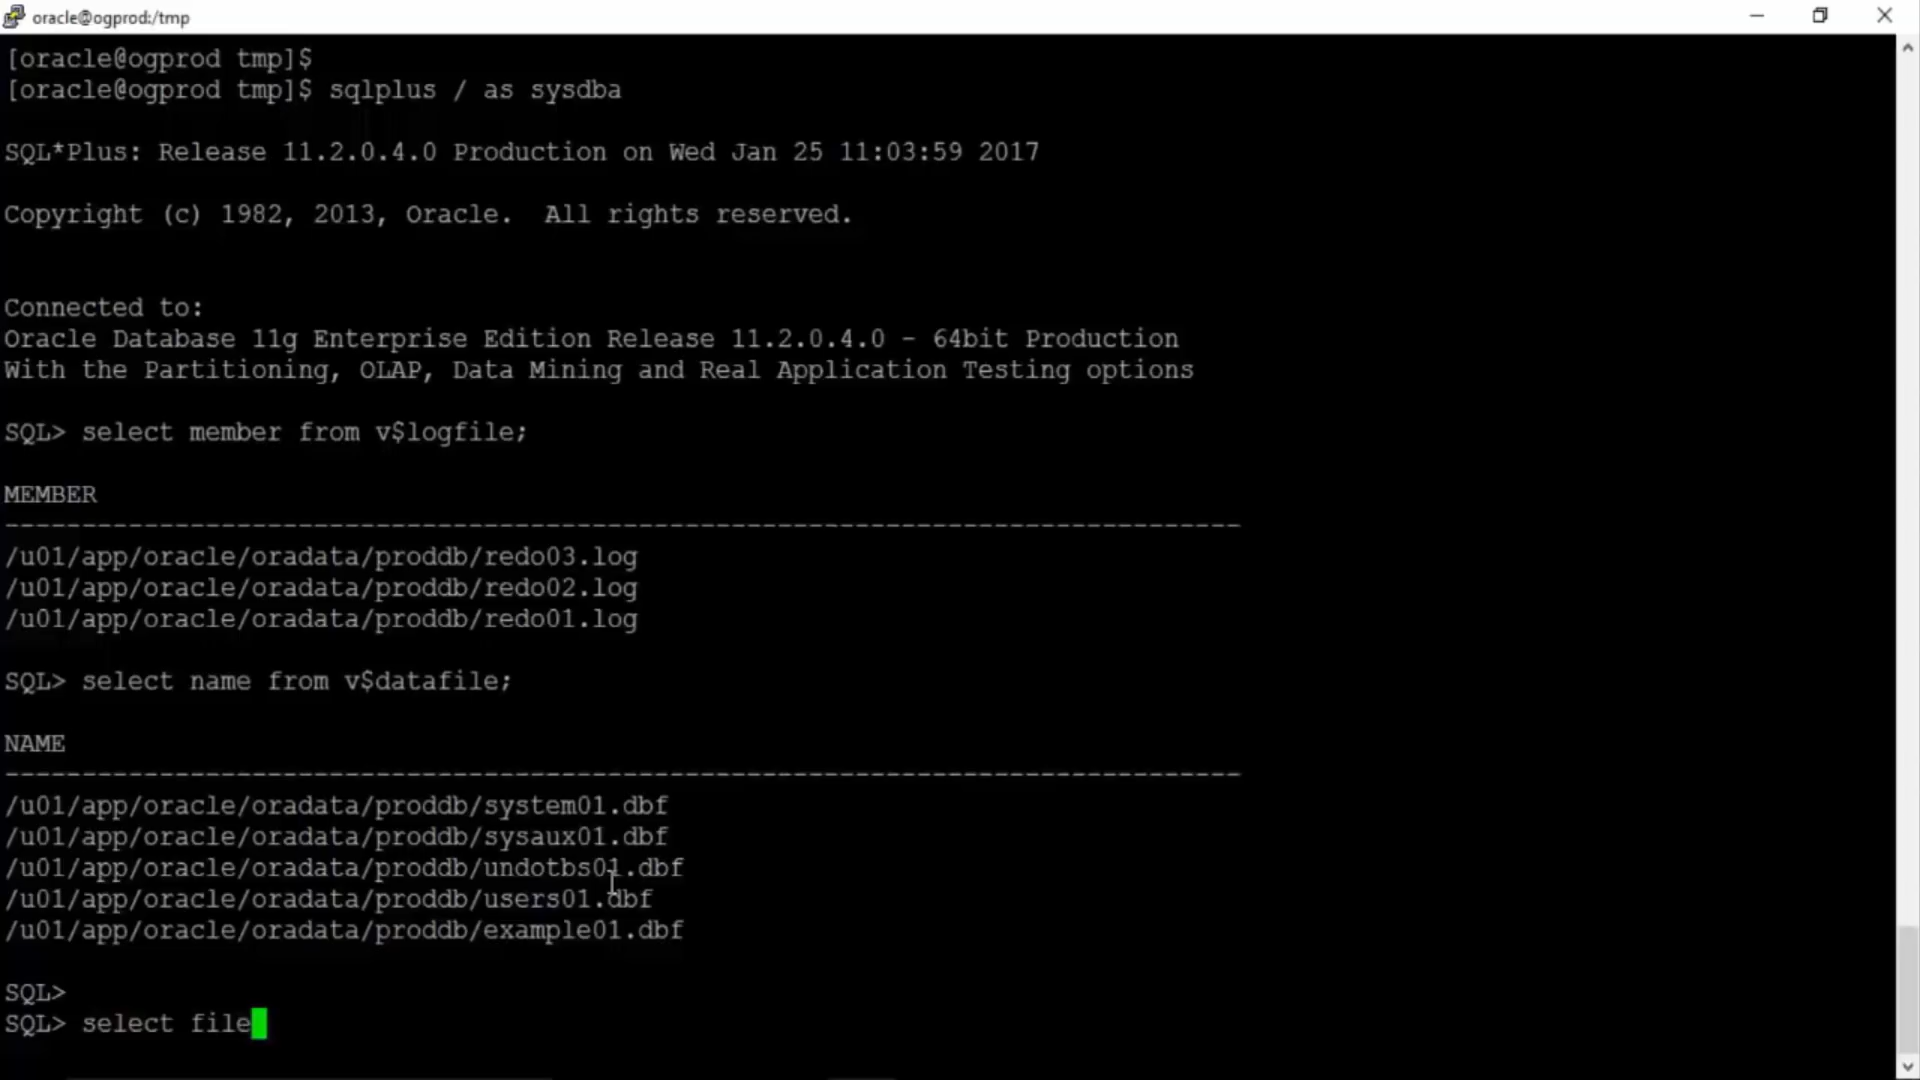 oracle@ogprod:/tmp
[oracle@ogprod tmp]$
[oracle@ogprod tmp]$ sqlplus / as sysdba
SQL*Plus: Release 11.2.0.4.0 Production on Wed Jan 25 11:03:59 2017
Copyright (c) 1982, 2013, Oracle.  All rights reserved.
Connected to:
Oracle Database 11g Enterprise Edition Release 11.2.0.4.0 - 64bit Production
With the Partitioning, OLAP, Data Mining and Real Application Testing options
SQL> select member from v$logfile;
MEMBER
--------------------------------------------------------------------------------
/u01/app/oracle/oradata/proddb/redo03.log
/u01/app/oracle/oradata/proddb/redo02.log
/u01/app/oracle/oradata/proddb/redo01.log
SQL> select name from v$datafile;
NAME
--------------------------------------------------------------------------------
/u01/app/oracle/oradata/proddb/system01.dbf
/u01/app/oracle/oradata/proddb/sysaux01.dbf
/u01/app/oracle/oradata/proddb/undotbs01.dbf
/u01/app/oracle/oradata/proddb/users01.dbf
/u01/app/oracle/oradata/proddb/example01.dbf
SQL>
SQL> select file